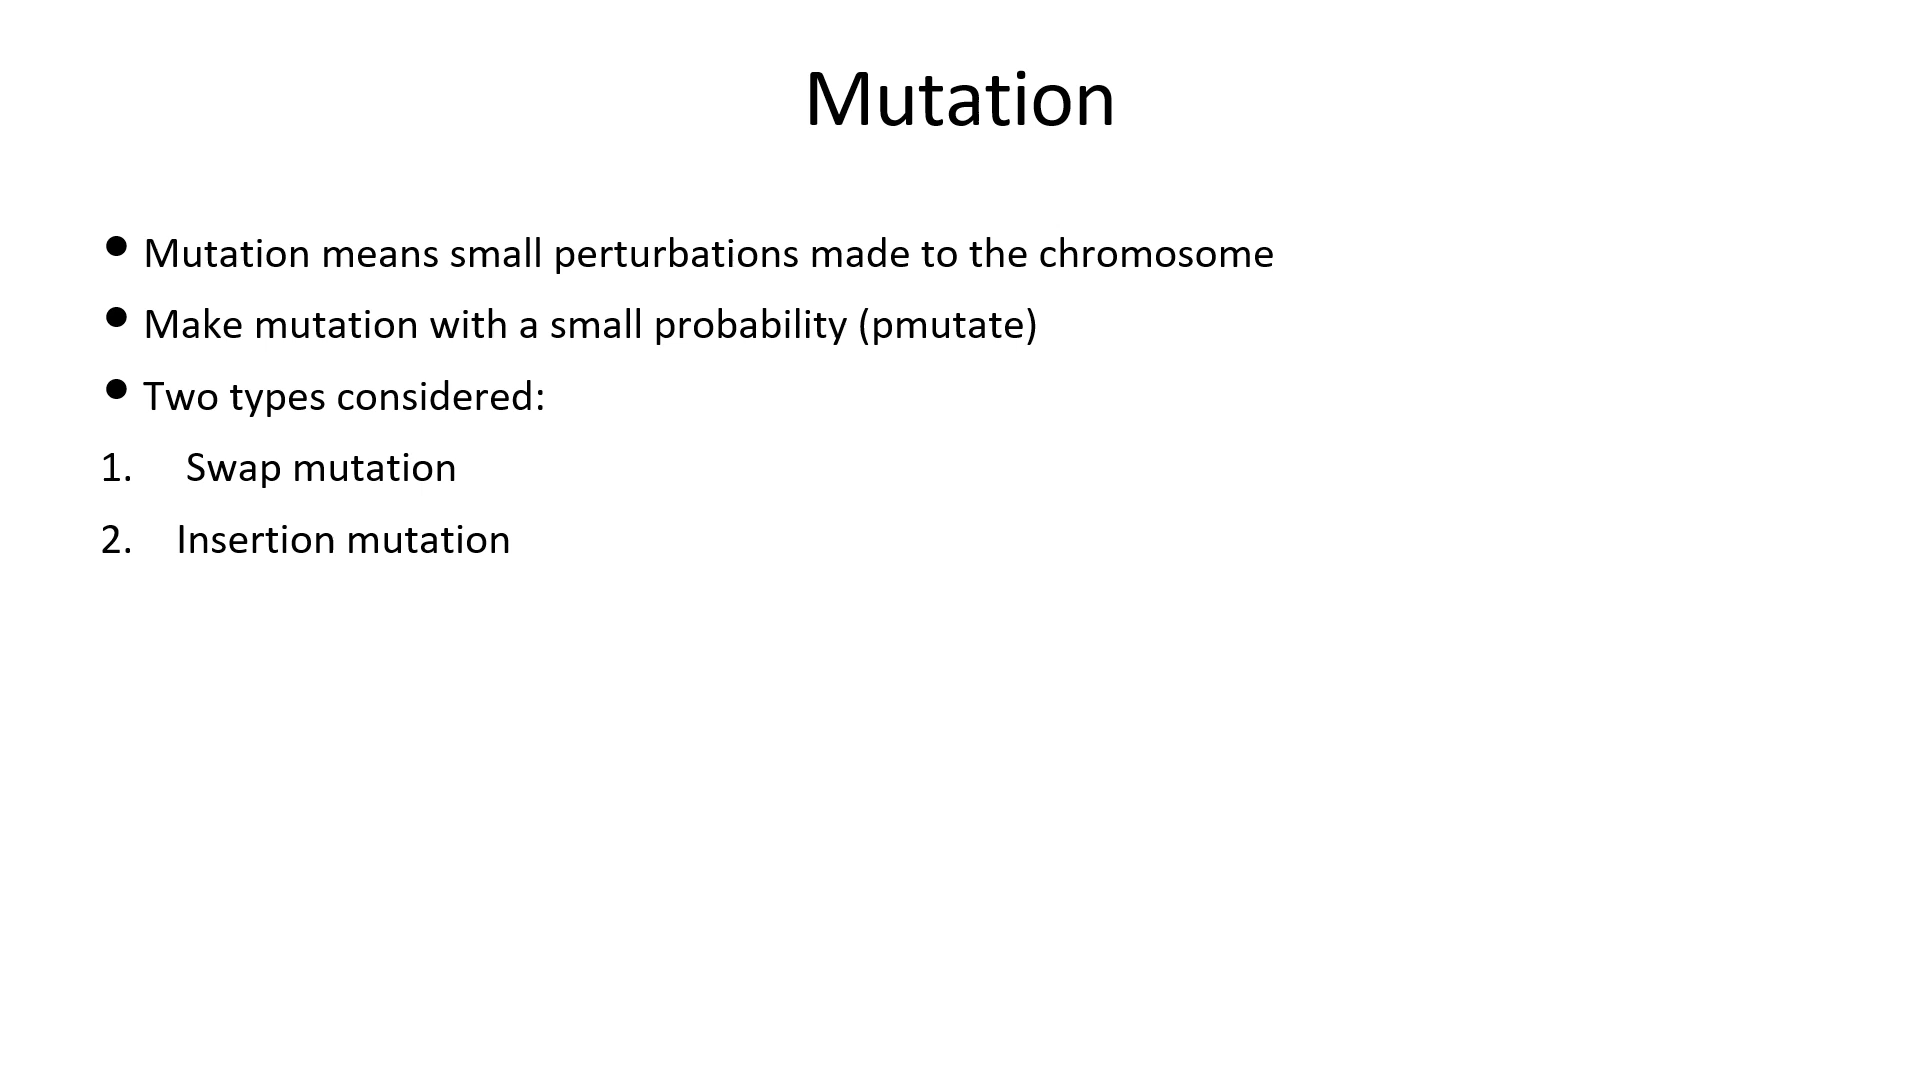 Mutation
• Mutation means small perturbations made to the chromosome
• Make mutation with a small probability (pmutate)
• Two types considered:
1. Swap mutation
2. Insertion mutation